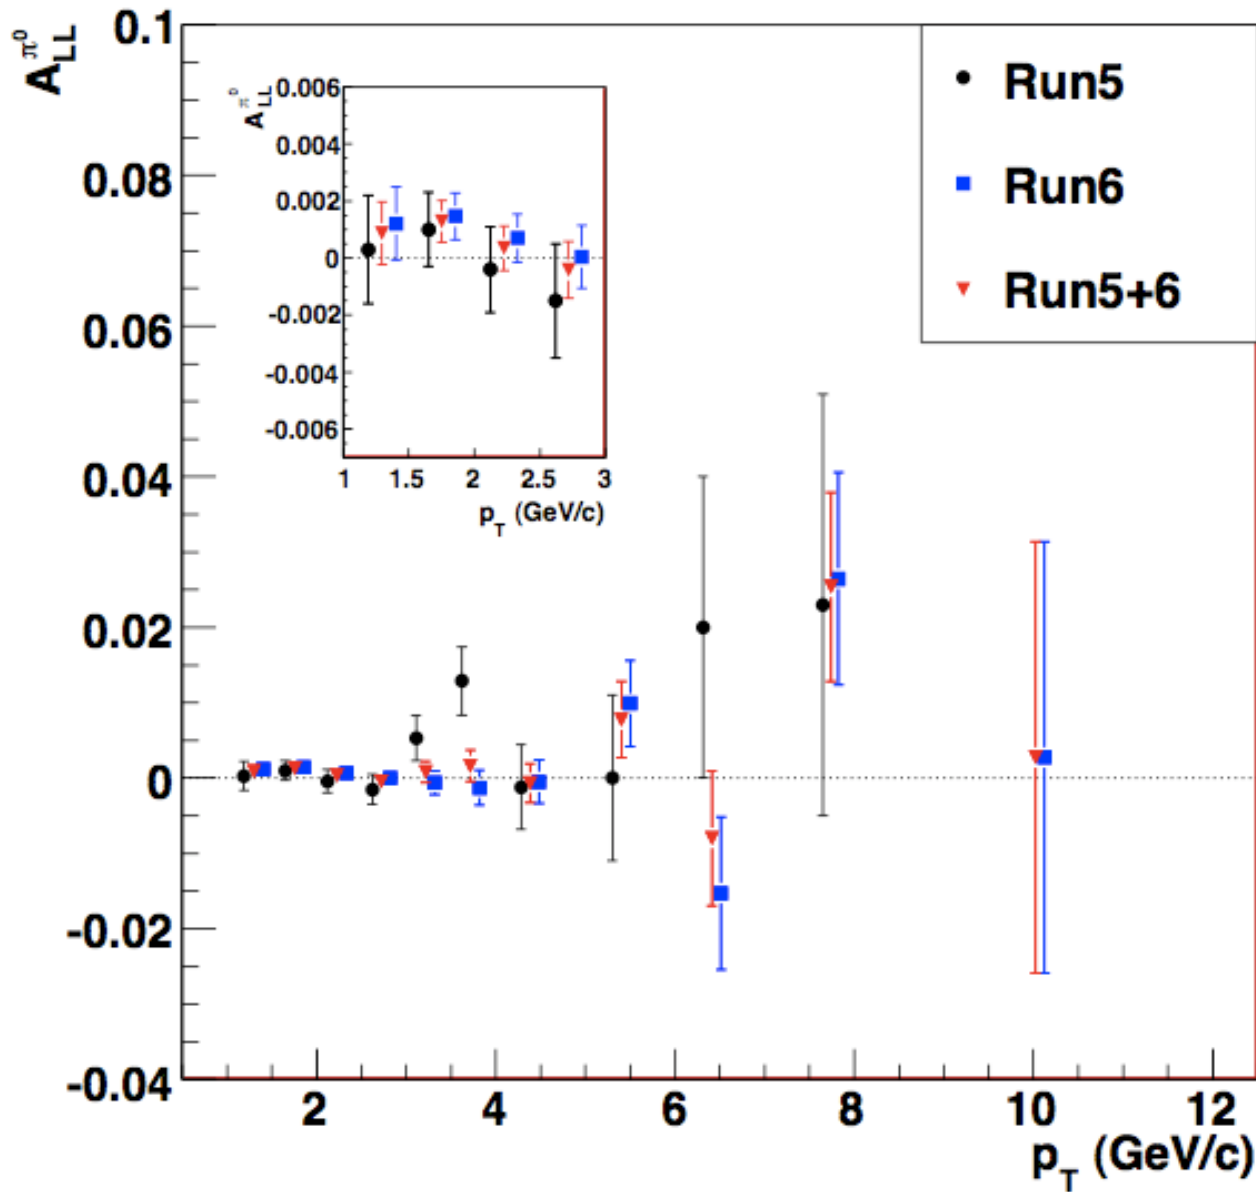 A_LL^π⁰
0.1
0.08
0.06
0.04
0.02
0
-0.02
-0.04
2 4 6 8 10 12
p_T (GeV/c)
Run5
Run6
Run5+6
A_LL^π⁰
0.006
0.004
0.002
0
-0.002
-0.004
-0.006
1 1.5 2 2.5 3
p_T (GeV/c)